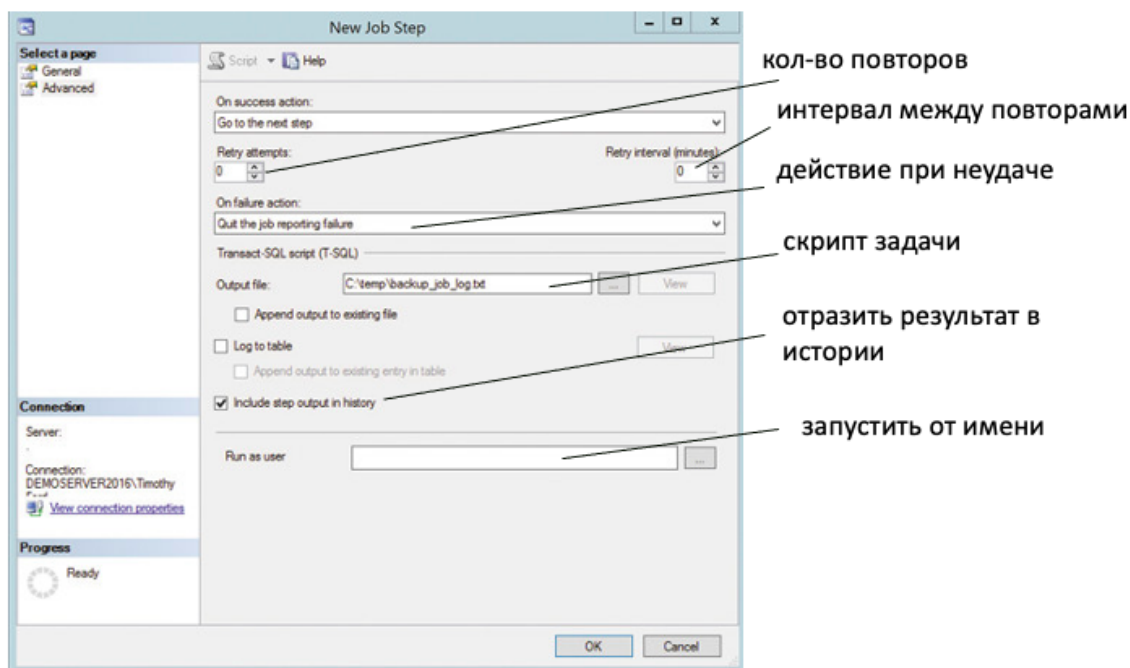 New Job Step
Select a page
General
Advanced
Script
Help
кол-во повторов
On success action:
Go to the next step
интервал между повторами
Retry attempts:
Retry interval (minutes):
0
0
действие при неудаче
On failure action:
Quit the job reporting failure
Transact-SQL script (T-SQL)
скрипт задачи
Output file:
C:\temp\backup_job_log.txt
...
View
Append output to existing file
отразить результат в
истории
Log to table
View
Append output to existing entry in table
Include step output in history
Connection
Server:
.
запустить от имени
Run as user
...
Connection:
DEMOSERVER2016\Timothy
View connection properties
Progress
Ready
OK
Cancel